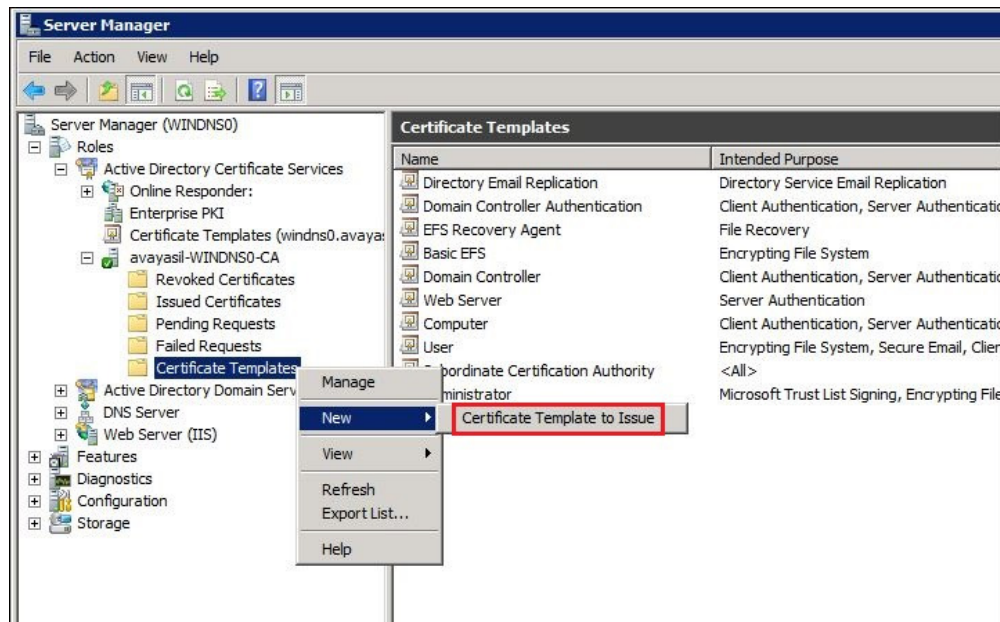 Server Manager
File Action View Help
Server Manager (WINDNS0)
Roles
Active Directory Certificate Services
Online Responder:
Enterprise PKI
Certificate Templates (windns0.avayas
avayasil-WINDNS0-CA
Revoked Certificates
Issued Certificates
Pending Requests
Failed Requests
Certificate Templates
Active Directory Domain Serv
DNS Server
Web Server (IIS)
Features
Diagnostics
Configuration
Storage
Manage
New
Certificate Template to Issue
View
Refresh
Export List...
Help
Certificate Templates
Name Intended Purpose
Directory Email Replication Directory Service Email Replication
Domain Controller Authentication Client Authentication, Server Authenticatio
EFS Recovery Agent File Recovery
Basic EFS Encrypting File System
Domain Controller Client Authentication, Server Authenticatio
Web Server Server Authentication
Computer Client Authentication, Server Authenticatio
User Encrypting File System, Secure Email, Clien
bordinate Certification Authority <All>
ministrator Microsoft Trust List Signing, Encrypting File